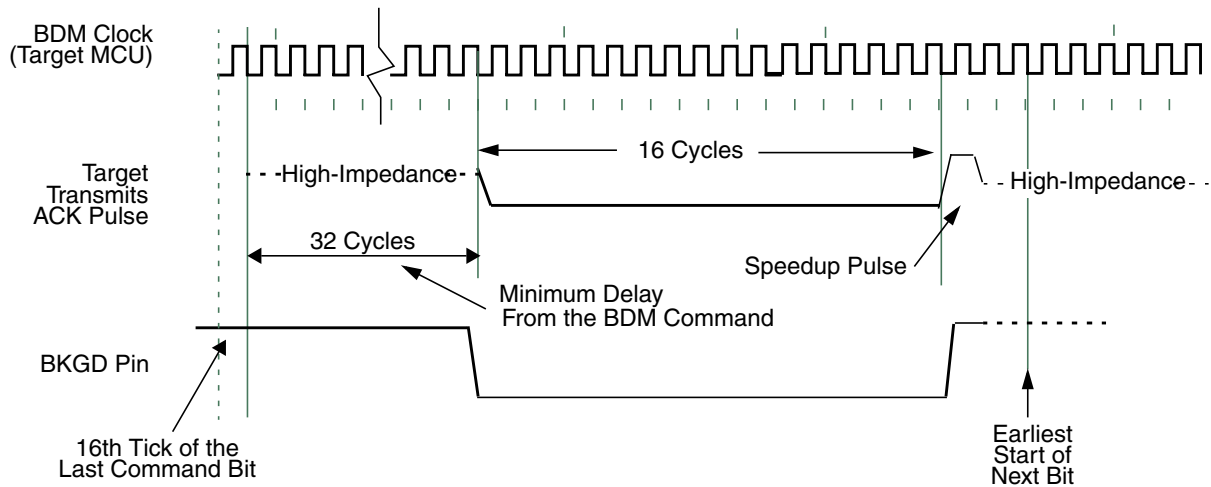 BDM Clock
(Target MCU)
16 Cycles
Target
Transmits
ACK Pulse
High-Impedance
High-Impedance
32 Cycles
Speedup Pulse
Minimum Delay
From the BDM Command
BKGD Pin
16th Tick of the
Last Command Bit
Earliest
Start of
Next Bit